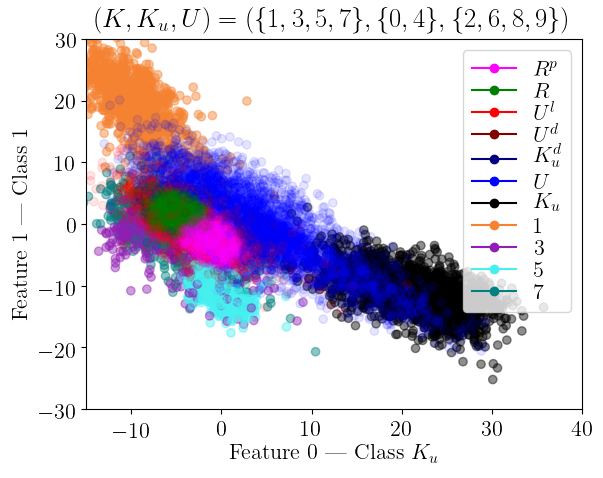 (K, K_u, U) = ({1, 3, 5, 7}, {0, 4}, {2, 6, 8, 9})
30
20
10
0
−10
−20
−30
Feature 1 — Class 1
R^p
R
U^l
U^d
K_u^d
U
K_u
1
3
5
7
−10
0
10
20
30
40
Feature 0 — Class K_u